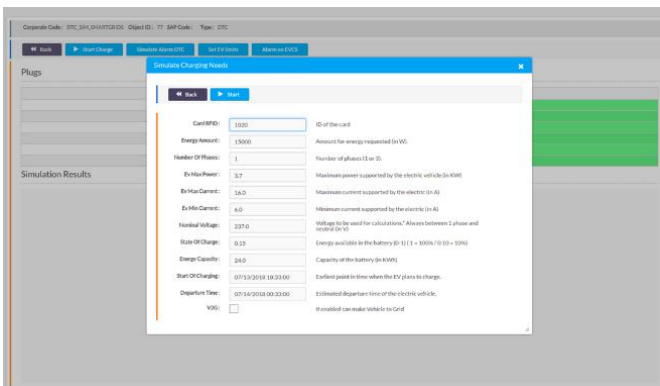 Corporate Code: DTC_SIM_SMARTGRIDS Object ID: 77 SAP Code: Type: DTC
Back Start Charge Simulate Alarm DTC Set EV limits Alarm on EVCS
Plugs
Simulate Charging Needs
Back Start
Card RFID: 1020 ID of the card
Energy Amount: 15000 Amount for energy requested (in W).
Number Of Phases: 1 Number of phases (1 or 3).
Ev Max Power: 3.7 Maximum power supported by the electric vehicle (in KW)
Ev Max Current: 16.0 Maximum current supported by the electric (in A)
Ev Min Current: 6.0 Minimum current supported by the electric (in A)
Nominal Voltage: 237.0 Voltage to be used for calculations." Always between 1 phase and neutral (in V)
State Of Charge: 0.15 Energy available in the battery (0-1) ( 1 = 100% / 0.10 = 10%)
Energy Capacity: 24.0 Capacity of the battery (in KWh)
Start Of Charging: 07/13/2018 18:33:00 Earliest point in time when the EV plans to charge.
Departure Time: 07/14/2018 00:33:00 Estimated departure time of the electric vehicle.
V2G: If enabled can make Vehicle to Grid
Simulation Results